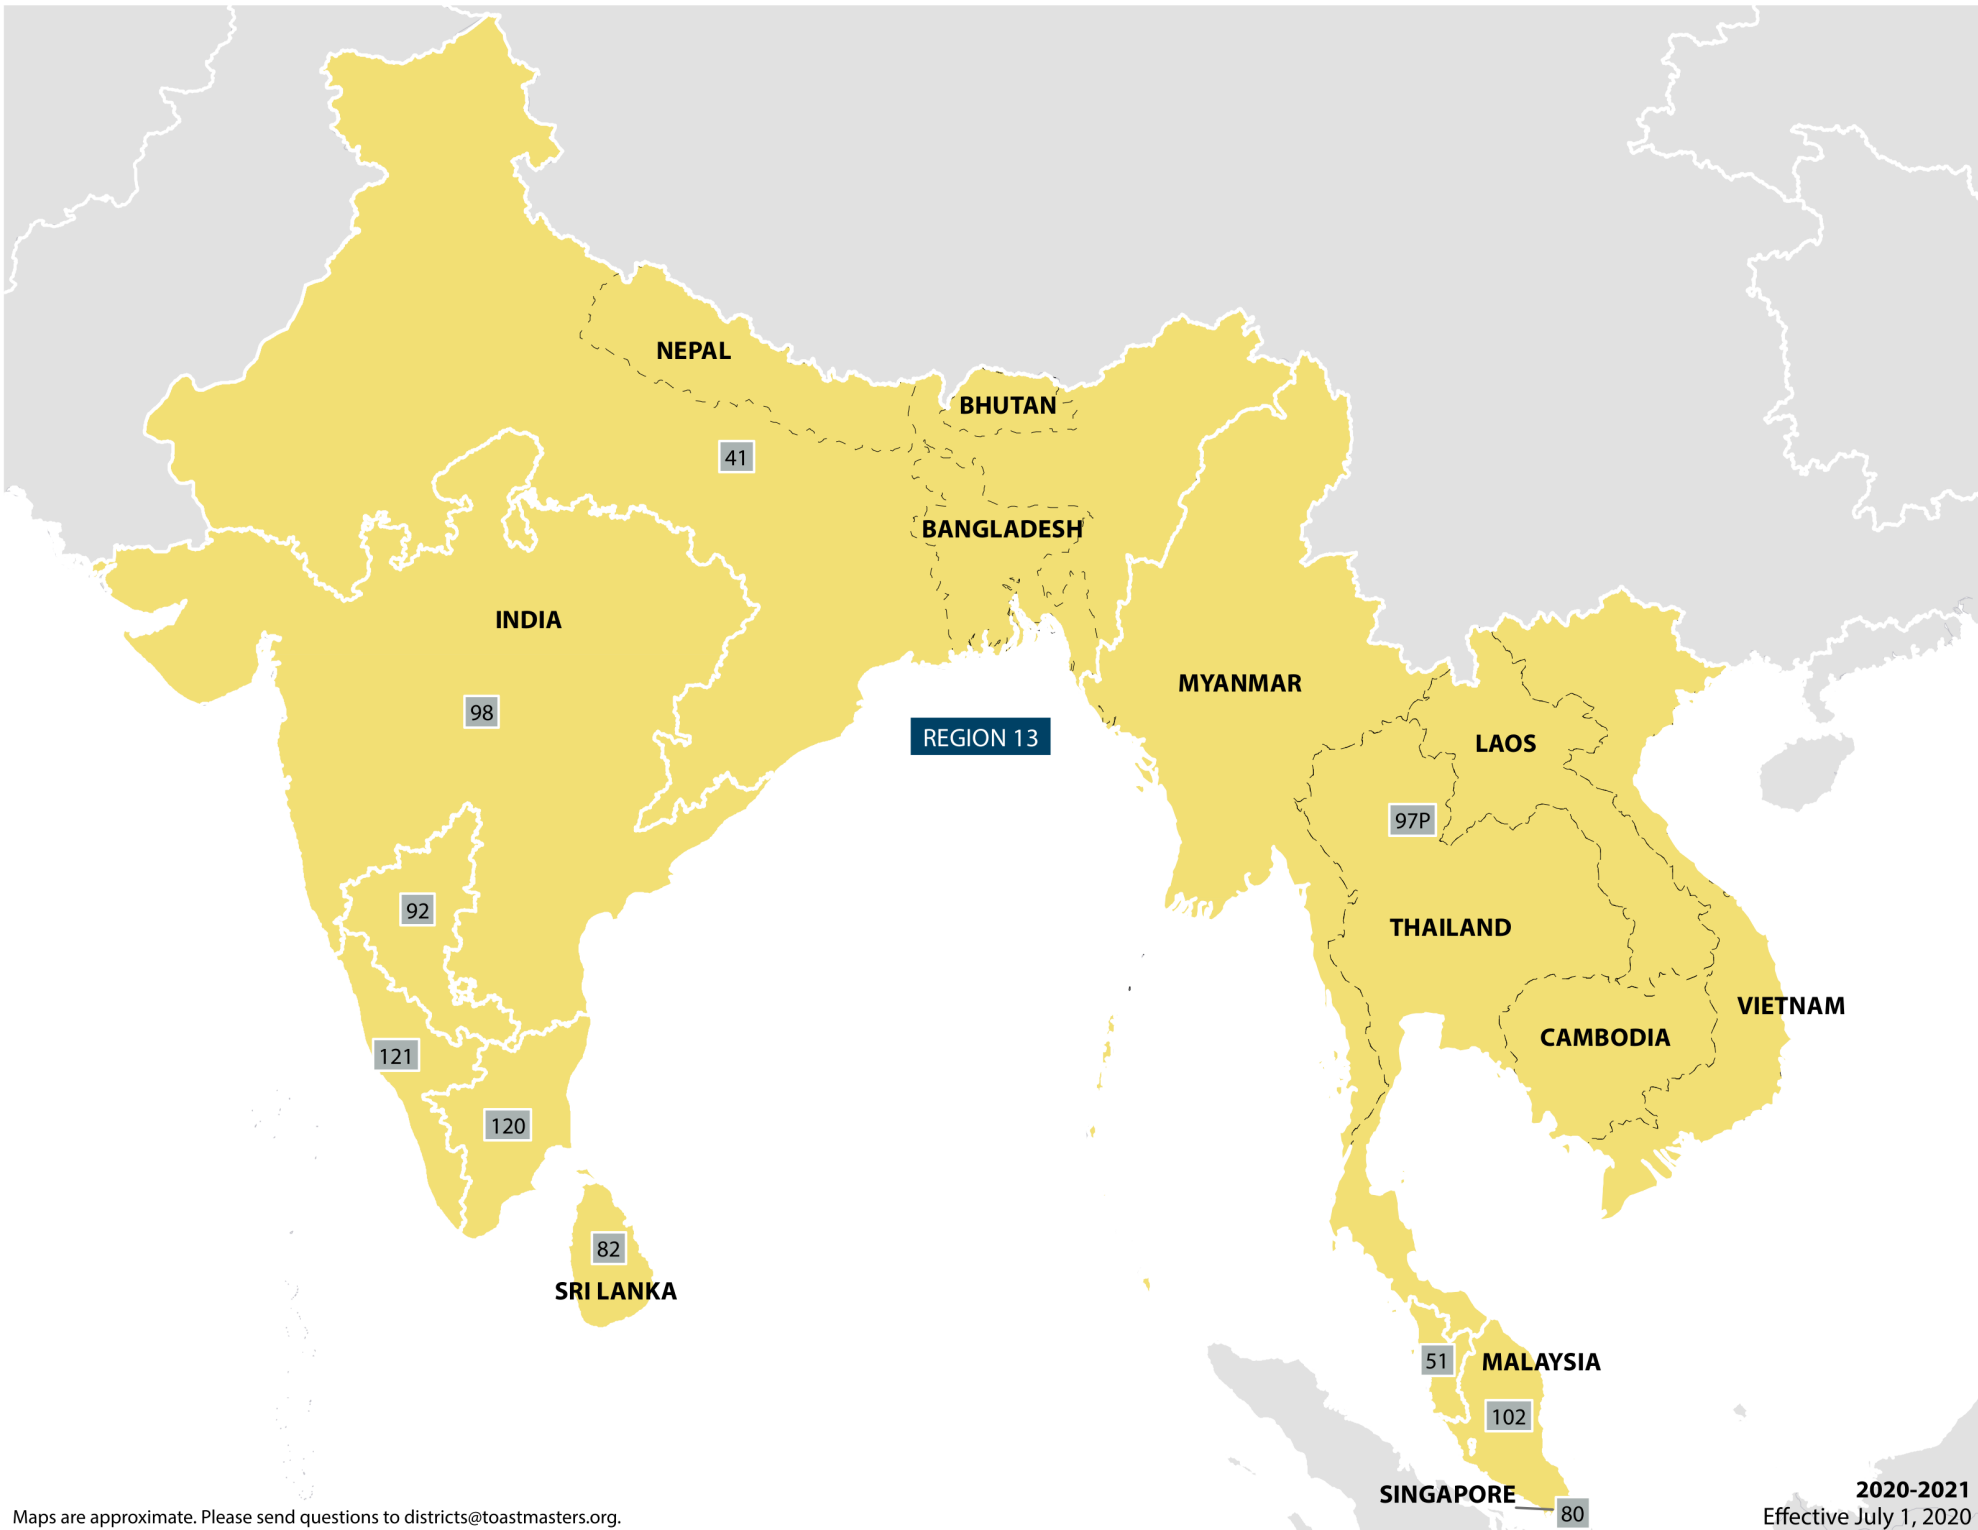 NEPAL
BHUTAN
41
BANGLADESH
INDIA
MYANMAR
98
REGION 13
LAOS
97P
92
THAILAND
VIETNAM
CAMBODIA
121
120
82
SRI LANKA
51
MALAYSIA
102
SINGAPORE
80
2020-2021
Effective July 1, 2020
Maps are approximate. Please send questions to districts@toastmasters.org.